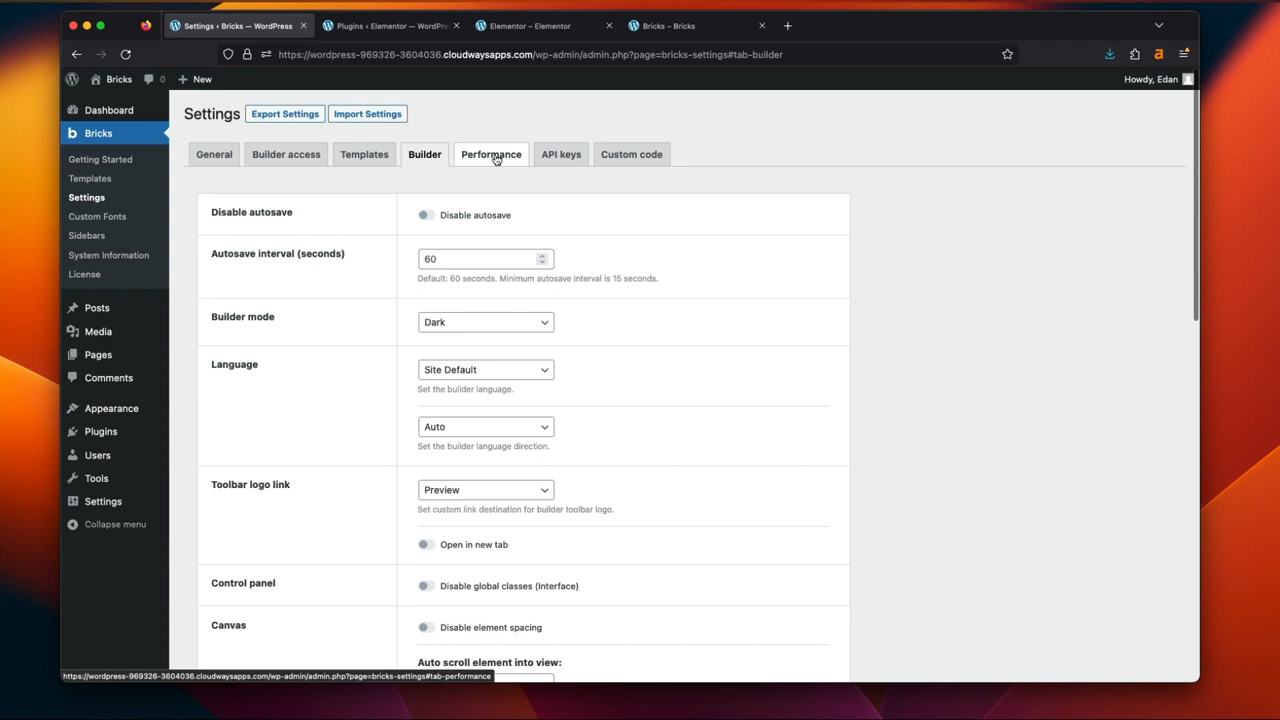 Settings ‹ Bricks — WordPress
Plugins ‹ Elementor — WordPre
Elementor – Elementor
Bricks – Bricks
https://wordpress-969326-3604036.cloudwaysapps.com/wp-admin/admin.php?page=bricks-settings#tab-builder
Bricks 0 New Howdy, Edan
Dashboard
Bricks
Getting Started
Templates
Settings
Custom Fonts
Sidebars
System Information
License
Posts
Media
Pages
Comments
Appearance
Plugins
Users
Tools
Settings
Collapse menu
Settings Export Settings Import Settings
General Builder access Templates Builder Performance API keys Custom code
Disable autosave Disable autosave
Autosave interval (seconds) 60
Default: 60 seconds. Minimum autosave interval is 15 seconds.
Builder mode Dark
Language Site Default
Set the builder language.
Auto
Set the builder language direction.
Toolbar logo link Preview
Set custom link destination for builder toolbar logo.
Open in new tab
Control panel Disable global classes (Interface)
Canvas Disable element spacing
Auto scroll element into view:
https://wordpress-969326-3604036.cloudwaysapps.com/wp-admin/admin.php?page=bricks-settings#tab-performance